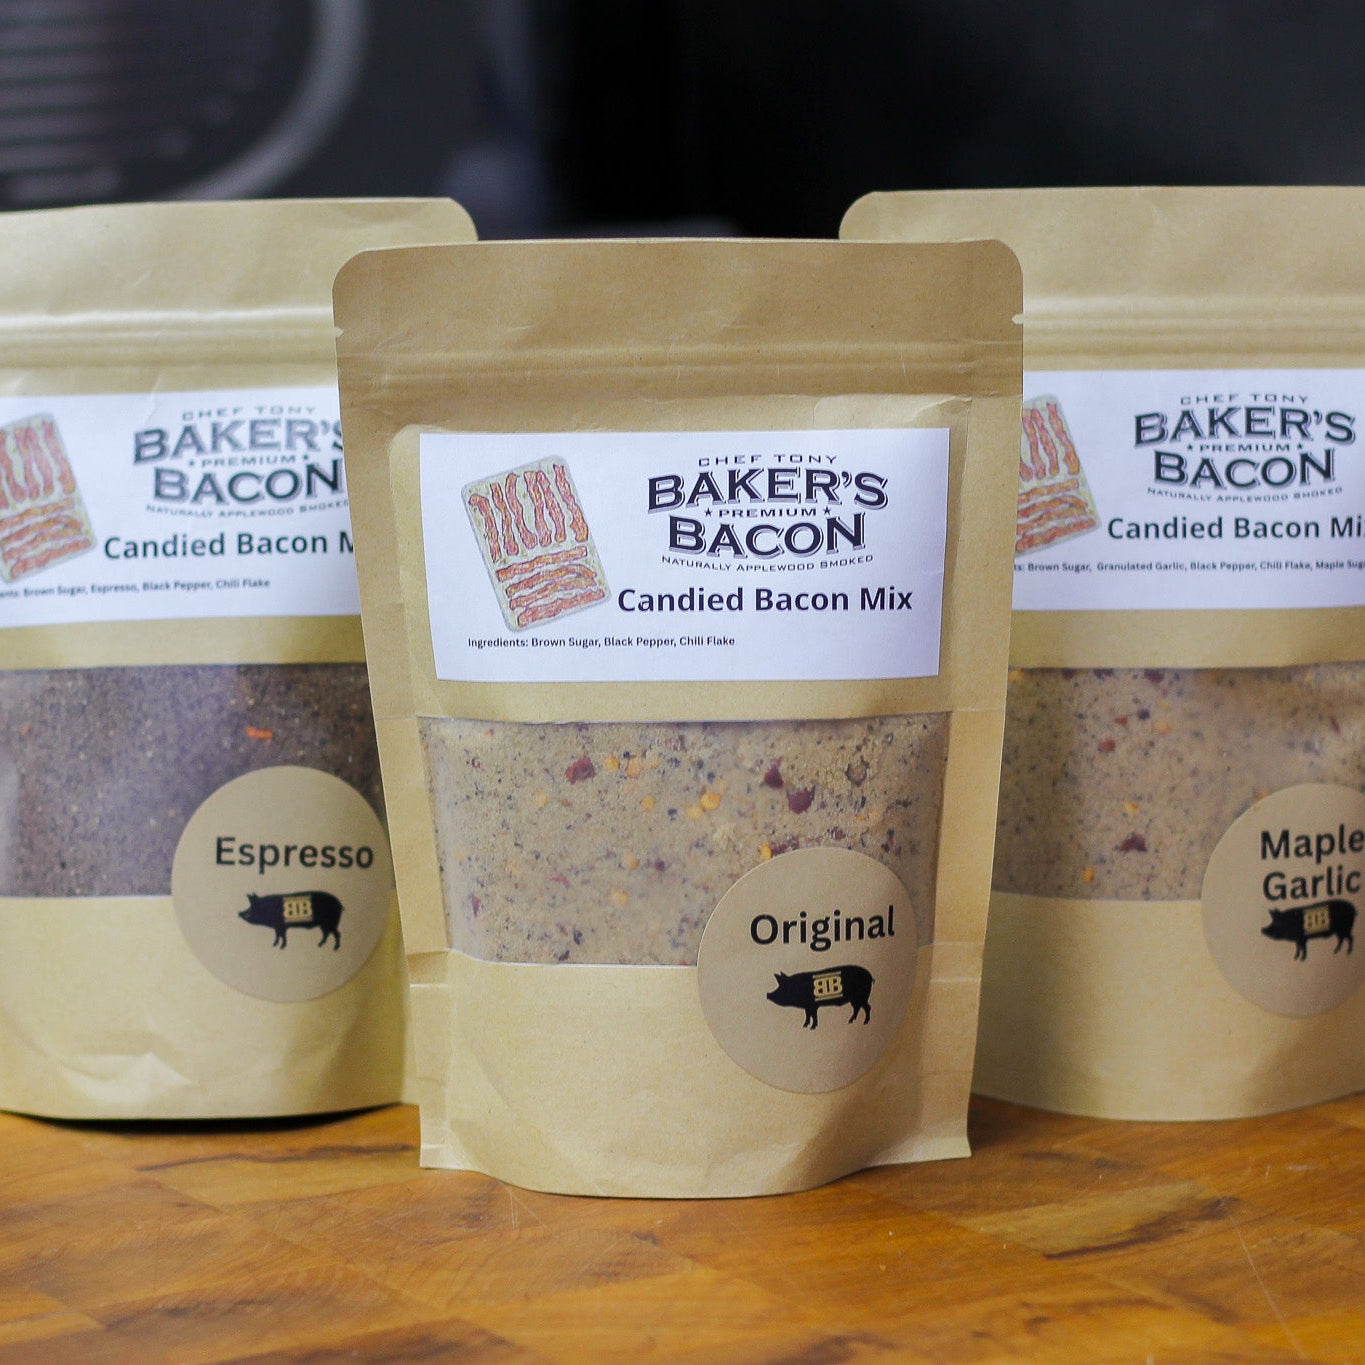 CHEF TONY
BAKER'S
★PREMIUM★
BACON
NATURALLY APPLEWOOD SMOKED
Candied Bacon
Brown Sugar, Espresso, Black Pepper, Chili Flake
Espresso
BB
CHEF TONY
BAKER'S
★PREMIUM★
BACON
NATURALLY APPLEWOOD SMOKED
Candied Bacon Mix
Ingredients: Brown Sugar, Black Pepper, Chili Flake
Original
BB
CHEF TONY
BAKER'S
★PREMIUM★
BACON
NATURALLY APPLEWOOD SMOKED
Candied Bacon Mix
Brown Sugar, Granulated Garlic, Black Pepper, Chili Flake, Maple Sugar
Maple
Garlic
BB